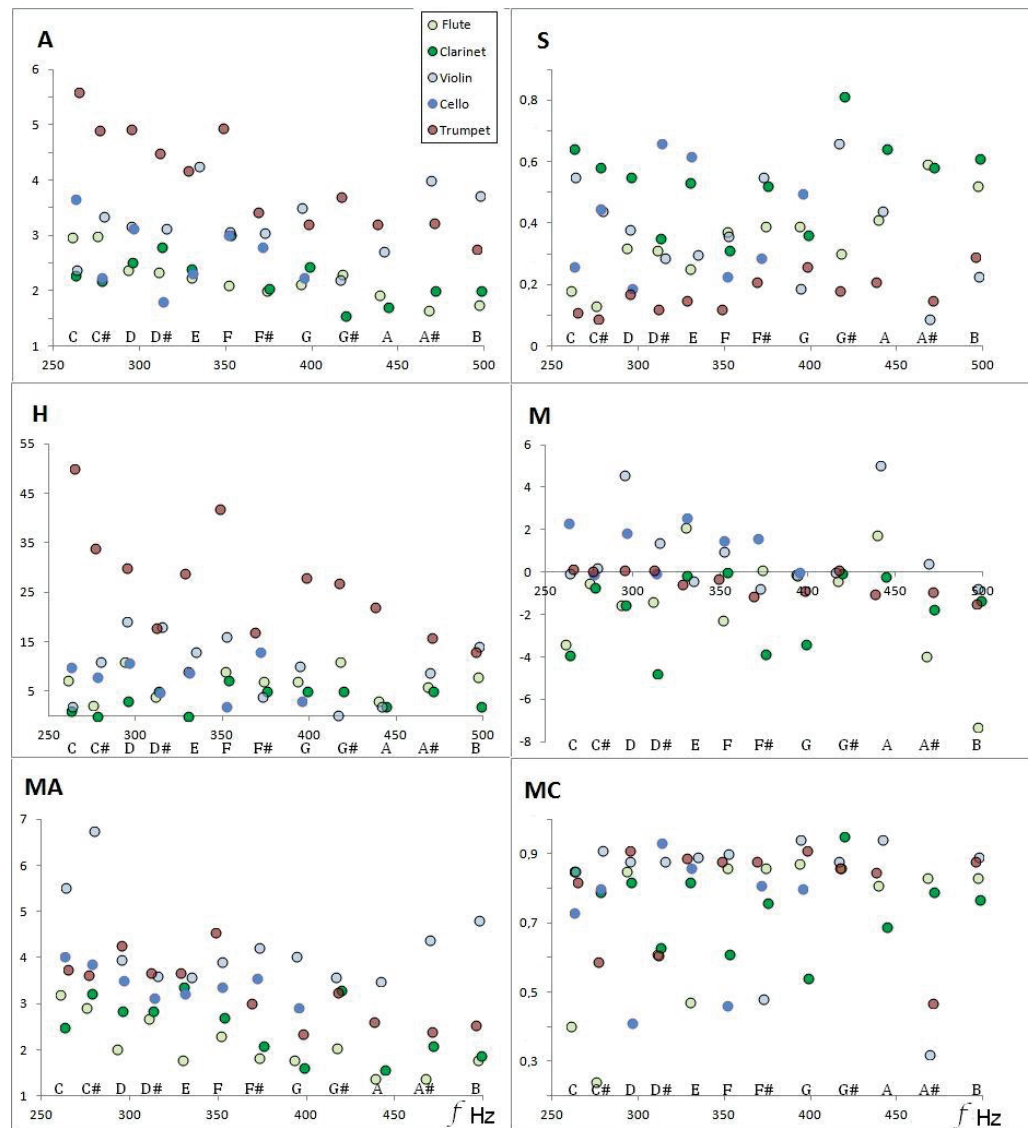 A
6
5
4
3
2
1
C C# D D# E F F# G G# A A# B
250 300 350 400 450 500
Flute
Clarinet
Violin
Cello
Trumpet
S
0,8
0,6
0,4
0,2
0
C C# D D# E F F# G G# A A# B
250 300 350 400 450 500
H
55
45
35
25
15
5
C C# D D# E F F# G G# A A# B
250 300 350 400 450 500
M
6
4
2
0
-2
-4
-6
-8
250 300 350 400 450 500
C C# D D# E F F# G G# A A# B
MA
7
6
5
4
3
2
1
C C# D D# E F F# G G# A A# B
250 300 350 400 450 500
f Hz
MC
0,9
0,7
0,5
0,3
C C# D D# E F F# G G# A A# B
250 300 350 400 450 500
f Hz